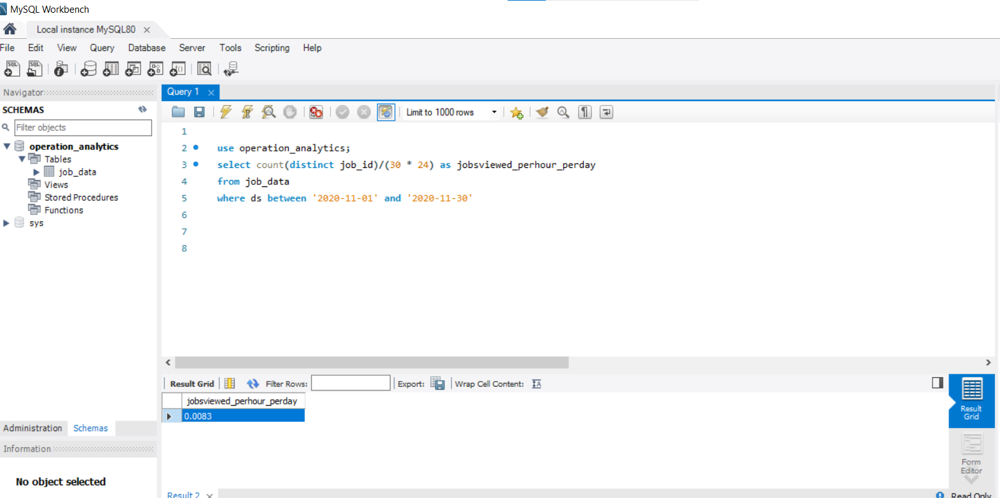 MySQL Workbench
Local instance MySQL80
File Edit View Query Database Server Tools Scripting Help
Navigator
Query 1
SCHEMAS
Limit to 1000 rows
Filter objects
operation_analytics
Tables
job_data
Views
Stored Procedures
Functions
sys
1
2 use operation_analytics;
3 select count(distinct job_id)/(30 * 24) as jobsviewed_perhour_perday
4 from job_data
5 where ds between '2020-11-01' and '2020-11-30'
6
7
8
Result Grid Filter Rows: Export: Wrap Cell Content:
jobsviewed_perhour_perday
0.0083
Result
Grid
Form
Editor
Administration Schemas
Information
No object selected
Result 2
Read Only